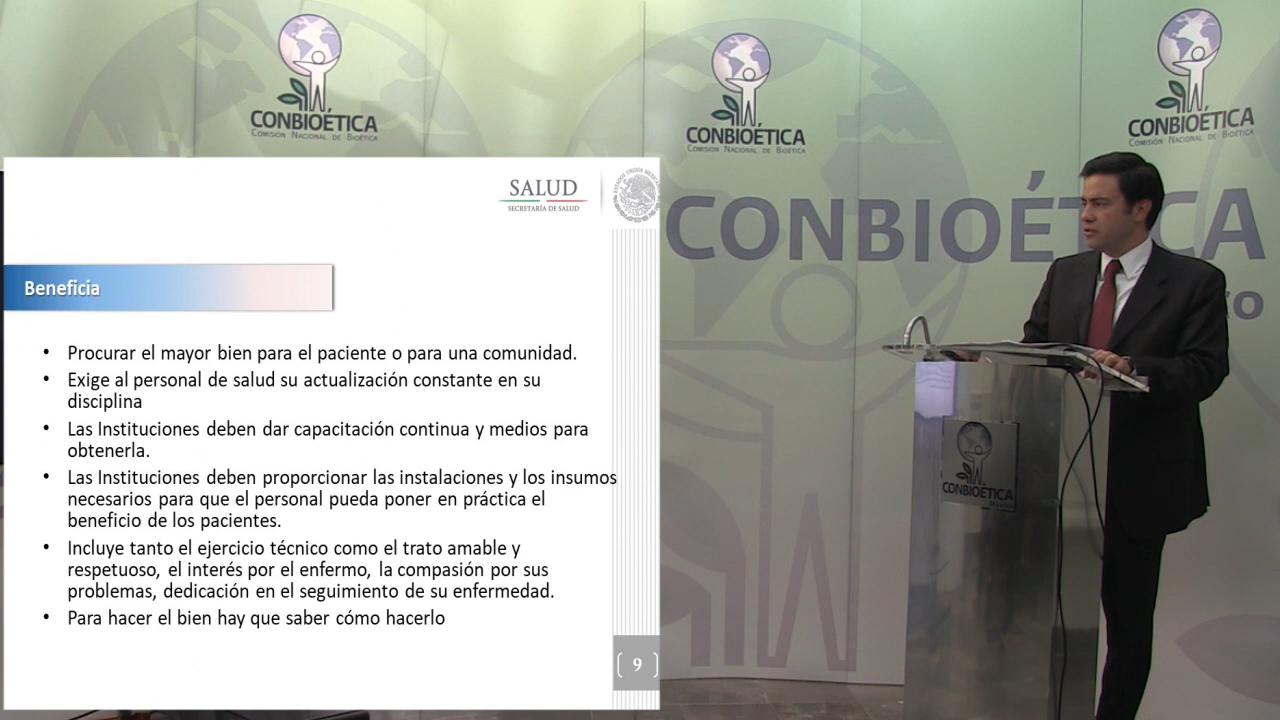 CONBIOÉTICA
COMISIÓN NACIONAL DE BIOÉTICA
CONBIOÉTICA
COMISIÓN NACIONAL DE BIOÉTICA
CONBIOÉTICA
COMISIÓN NACIONAL DE BIOÉTICA
SALUD
SECRETARÍA DE SALUD
ESTADOS UNIDOS MEXICANOS
CONBIOÉT CA
Beneficia
• Procurar el mayor bien para el paciente o para una comunidad.
• Exige al personal de salud su actualización constante en su
disciplina
• Las Instituciones deben dar capacitación continua y medios para
obtenerla.
• Las Instituciones deben proporcionar las instalaciones y los insumos
necesarios para que el personal pueda poner en práctica el
beneficio de los pacientes.
• Incluye tanto el ejercicio técnico como el trato amable y
respetuoso, el interés por el enfermo, la compasión por sus
problemas, dedicación en el seguimiento de su enfermedad.
• Para hacer el bien hay que saber cómo hacerlo
9
CONBIOÉTICA
México